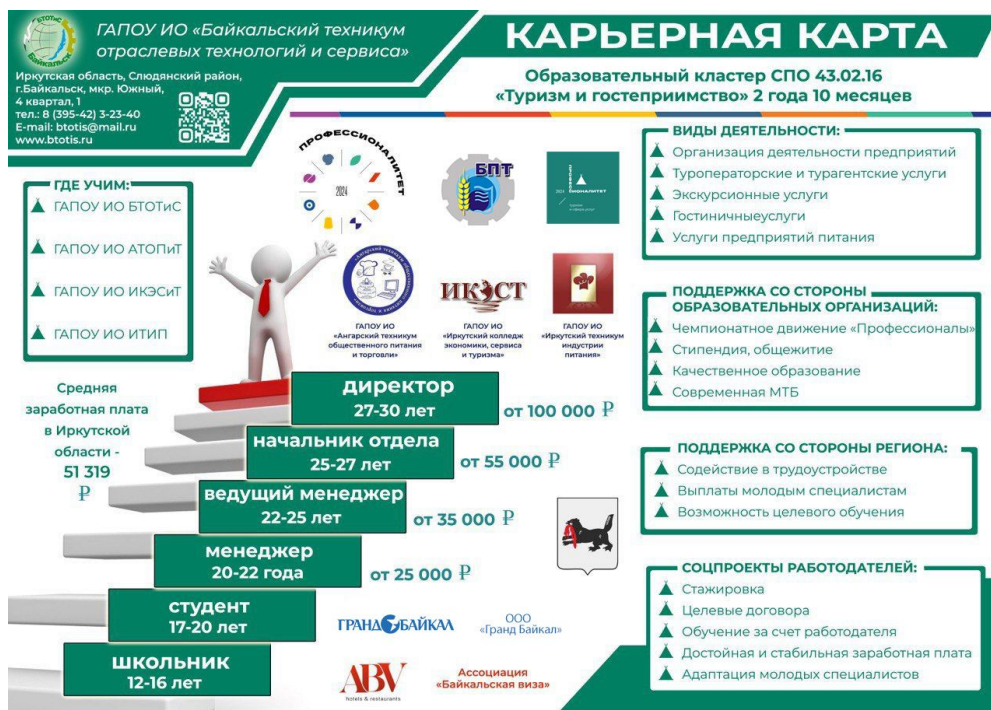 БТОТиС
Байкальск
ГАПОУ ИО «Байкальский техникум
отраслевых технологий и сервиса»
Иркутская область, Слюдянский район,
г.Байкальск, мкр. Южный,
4 квартал, 1
тел.: 8 (395-42) 3-23-40
E-mail: btotis@mail.ru
www.btotis.ru
КАРЬЕРНАЯ КАРТА
Образовательный кластер СПО 43.02.16
«Туризм и гостеприимство» 2 года 10 месяцев
ГДЕ УЧИМ:
ГАПОУ ИО БТОТиС
ГАПОУ ИО АТОПиТ
ГАПОУ ИО ИКЭСиТ
ГАПОУ ИО ИТИП
ПРОФЕССИОНАЛИТЕТ
2024
БПТ
ИКЭСТ
ГАПОУ ИО
«Ангарский техникум
общественного питания
и торговли»
ГАПОУ ИО
«Иркутский колледж
экономики, сервиса
и туризма»
ГАПОУ ИО
«Иркутский техникум
индустрии
питания»
Средняя
заработная плата
в Иркутской
области -
51 319
₽
директор
27-30 лет
от 100 000 ₽
начальник отдела
25-27 лет
от 55 000 ₽
ведущий менеджер
22-25 лет
от 35 000 ₽
менеджер
20-22 года
от 25 000 ₽
студент
17-20 лет
школьник
12-16 лет
ГРАНД БАЙКАЛ
ООО
«Гранд Байкал»
ABV
hotels & restaurants
Ассоциация
«Байкальская виза»
ВИДЫ ДЕЯТЕЛЬНОСТИ:
Организация деятельности предприятий
Туроператорские и турагентские услуги
Экскурсионные услуги
Гостиничныеуслуги
Услуги предприятий питания
ПОДДЕРЖКА СО СТОРОНЫ
ОБРАЗОВАТЕЛЬНЫХ ОРГАНИЗАЦИЙ:
Чемпионатное движение «Профессионалы»
Стипендия, общежитие
Качественное образование
Современная МТБ
ПОДДЕРЖКА СО СТОРОНЫ РЕГИОНА:
Содействие в трудоустройстве
Выплаты молодым специалистам
Возможность целевого обучения
СОЦПРОЕКТЫ РАБОТОДАТЕЛЕЙ:
Стажировка
Целевые договора
Обучение за счет работодателя
Достойная и стабильная заработная плата
Адаптация молодых специалистов